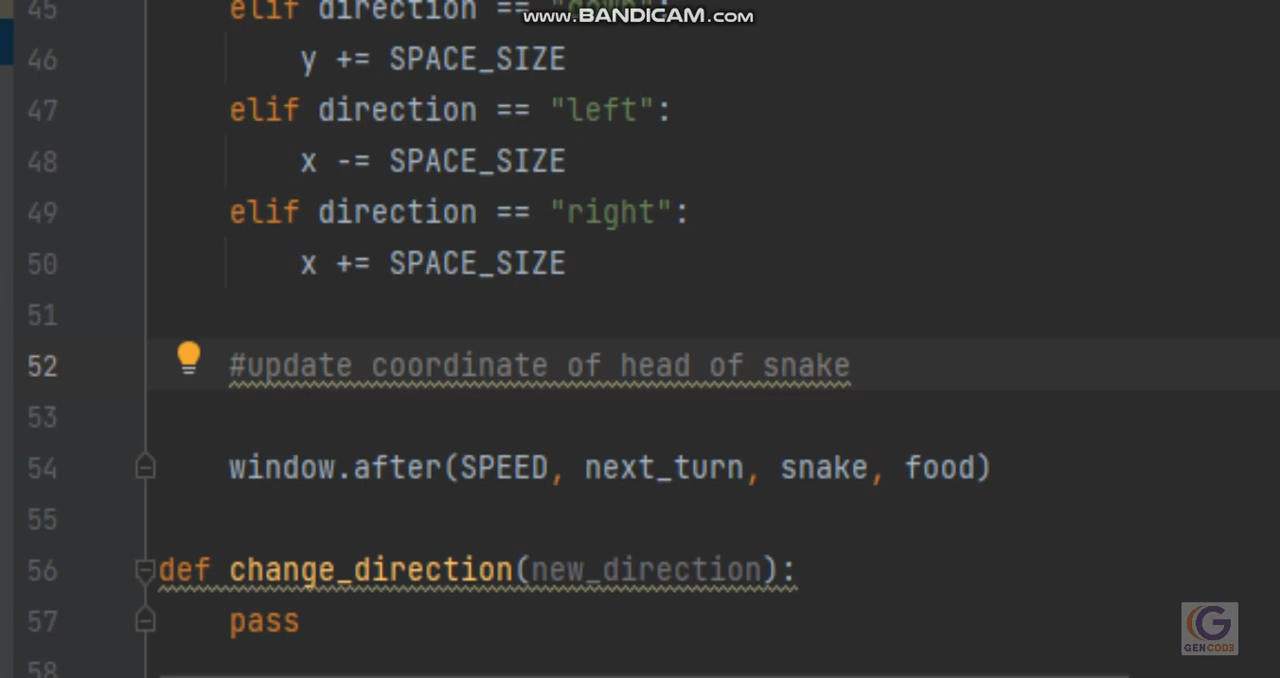 www.BANDICAM.com
45 elif direction == "down":
46 y += SPACE_SIZE
47 elif direction == "left":
48 x -= SPACE_SIZE
49 elif direction == "right":
50 x += SPACE_SIZE
51
52 #update coordinate of head of snake
53
54 window.after(SPEED, next_turn, snake, food)
55
56 def change_direction(new_direction):
57 pass
58
G
GENCODE